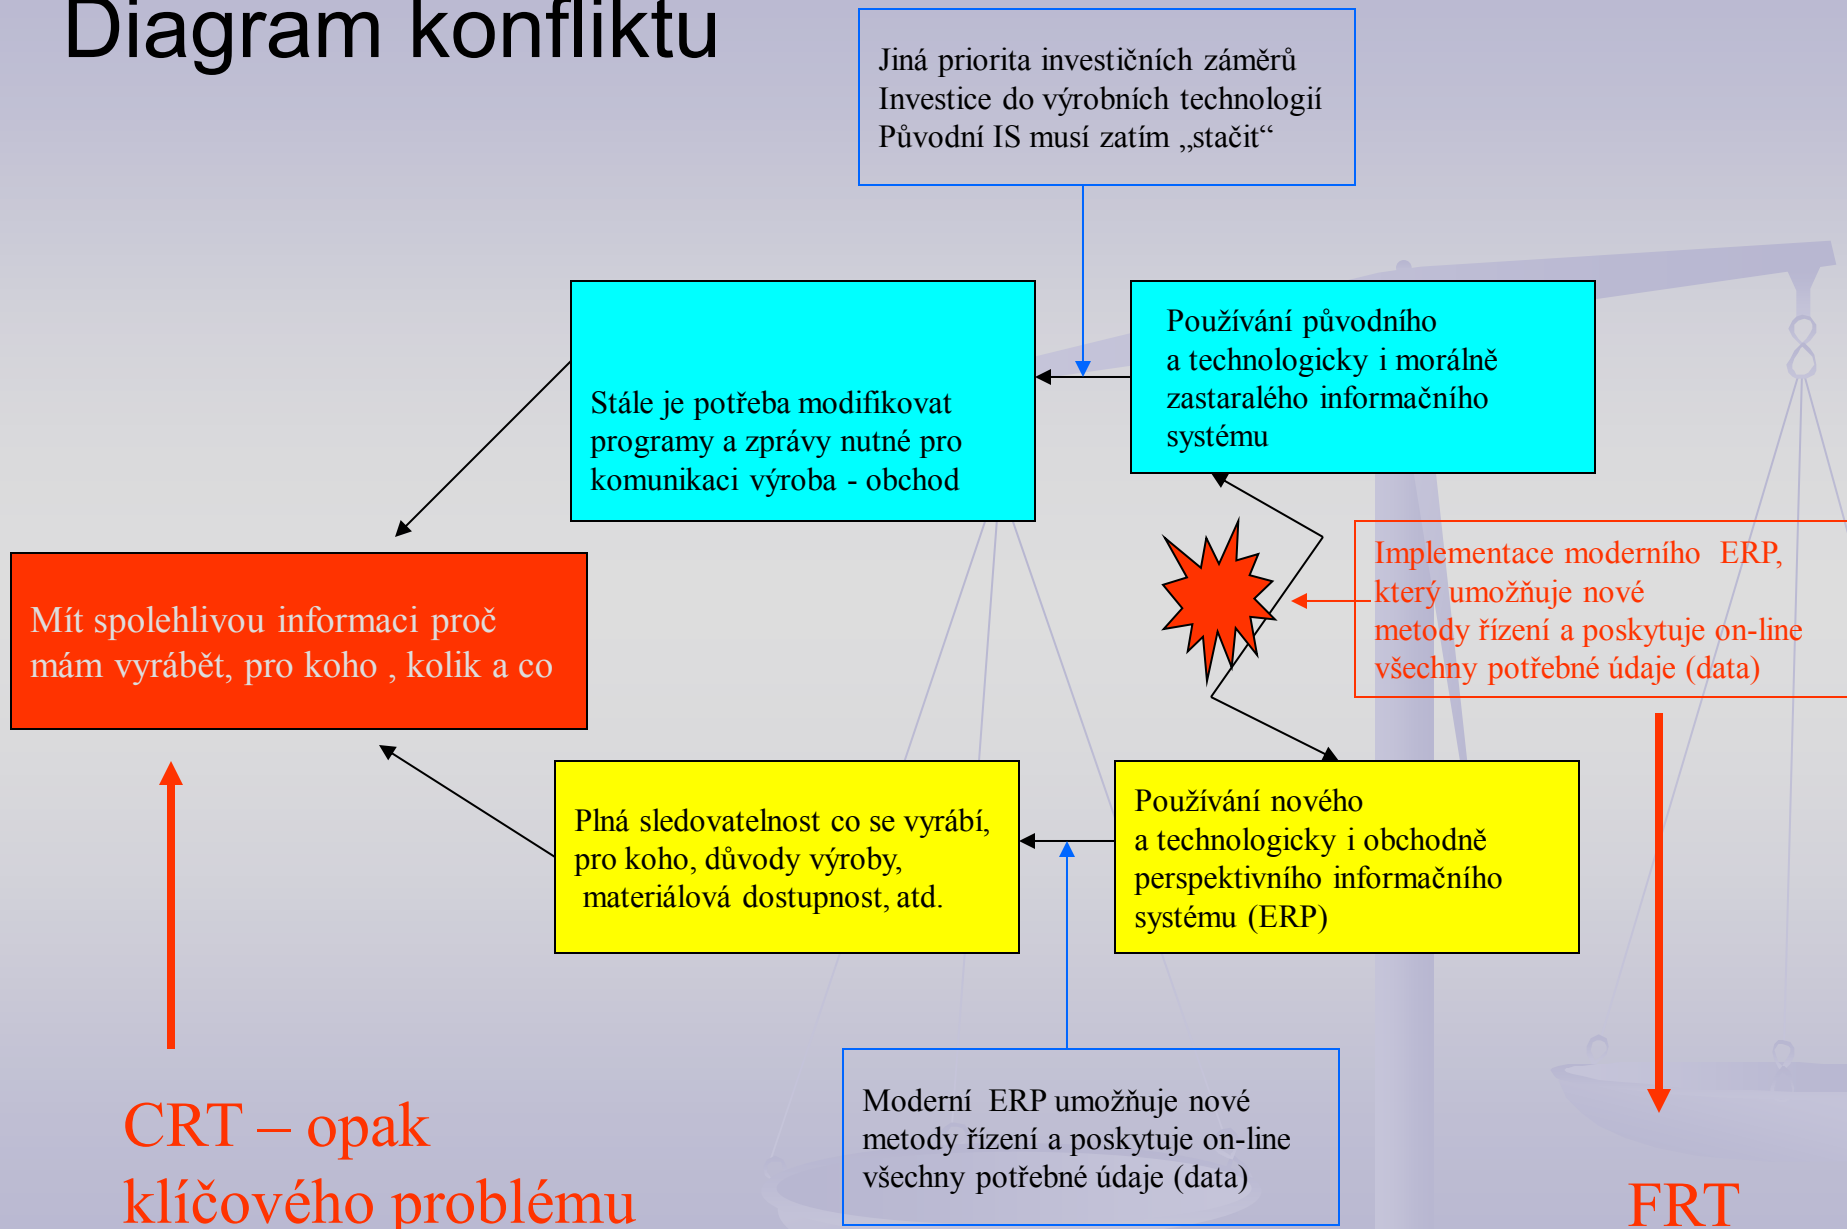 Diagram konfliktu
Jiná priorita investičních záměrů
Investice do výrobních technologií
Původní IS musí zatím „stačit“
Stále je potřeba modifikovat
programy a zprávy nutné pro
komunikaci výroba - obchod
Používání původního
a technologicky i morálně
zastaralého informačního
systému
Implementace moderního ERP,
který umožňuje nové
metody řízení a poskytuje on-line
všechny potřebné údaje (data)
Mít spolehlivou informaci proč
mám vyrábět, pro koho , kolik a co
Plná sledovatelnost co se vyrábí,
pro koho, důvody výroby,
materiálová dostupnost, atd.
Používání nového
a technologicky i obchodně
perspektivního informačního
systému (ERP)
Moderní ERP umožňuje nové
metody řízení a poskytuje on-line
všechny potřebné údaje (data)
CRT – opak
klíčového problému
FRT